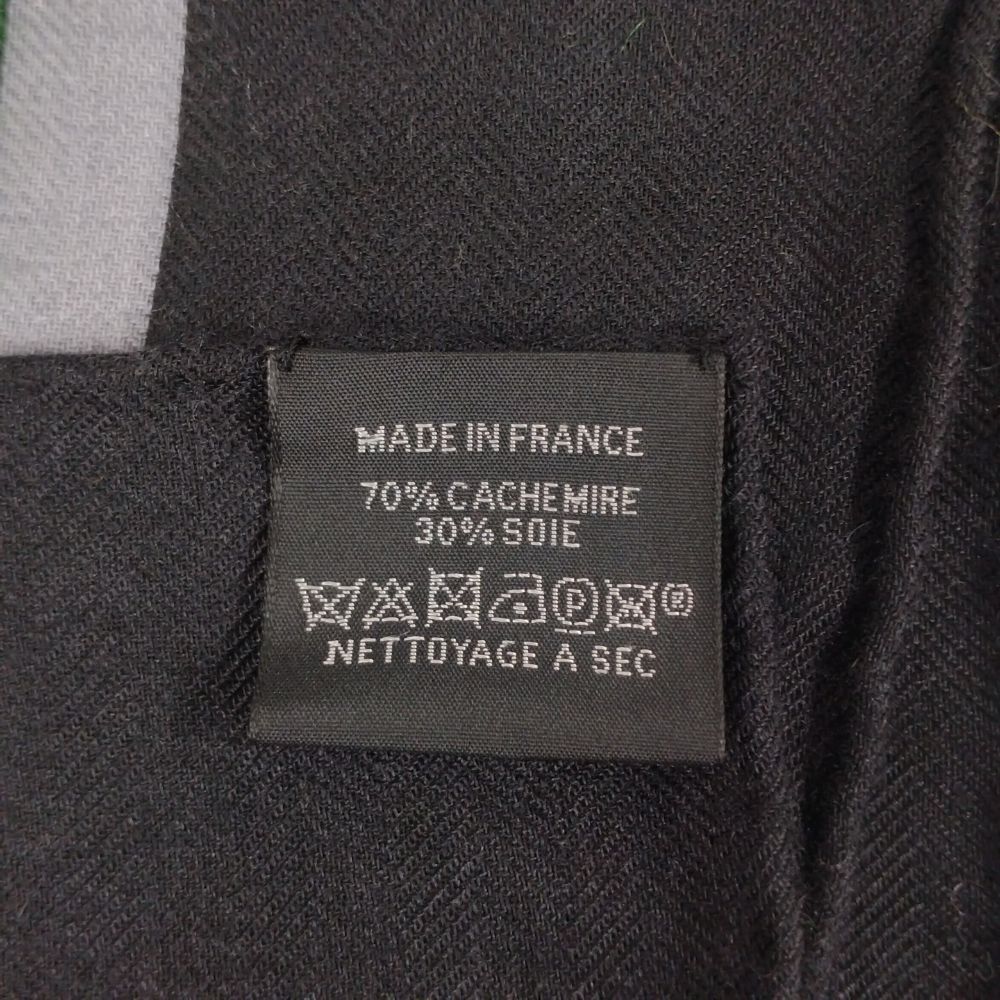 MADE IN FRANCE
70% CACHEMIRE
30% SOIE
P ®
NETTOYAGE A SEC